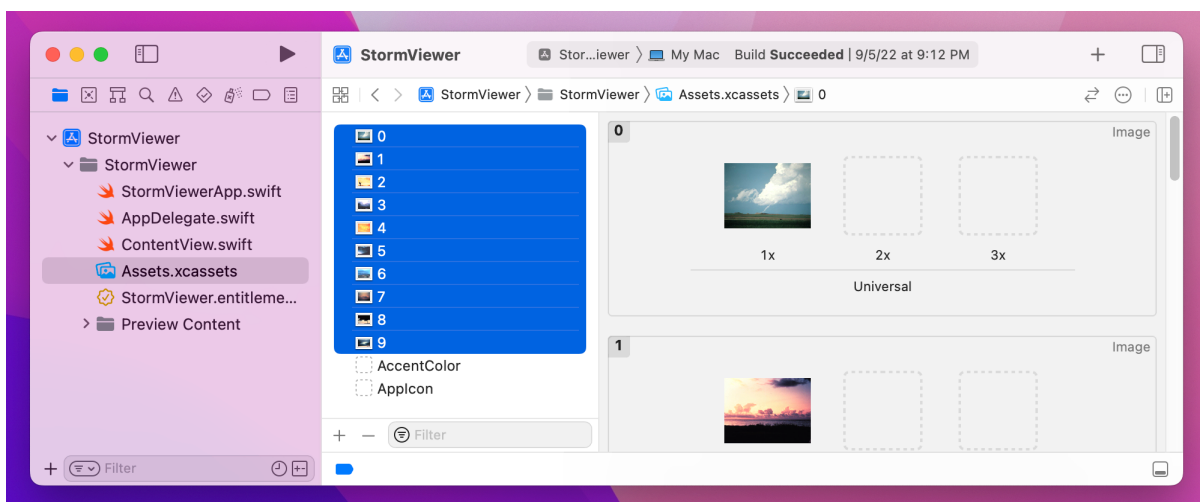 StormViewer
Stor...iewer 〉 My Mac Build Succeeded | 9/5/22 at 9:12 PM
StormViewer 〉 StormViewer 〉 Assets.xcassets 〉 0
StormViewer
StormViewer
StormViewerApp.swift
AppDelegate.swift
ContentView.swift
Assets.xcassets
StormViewer.entitleme...
Preview Content
Filter
0
1
2
3
4
5
6
7
8
9
AccentColor
AppIcon
Filter
0
Image
1x 2x 3x
Universal
1
Image